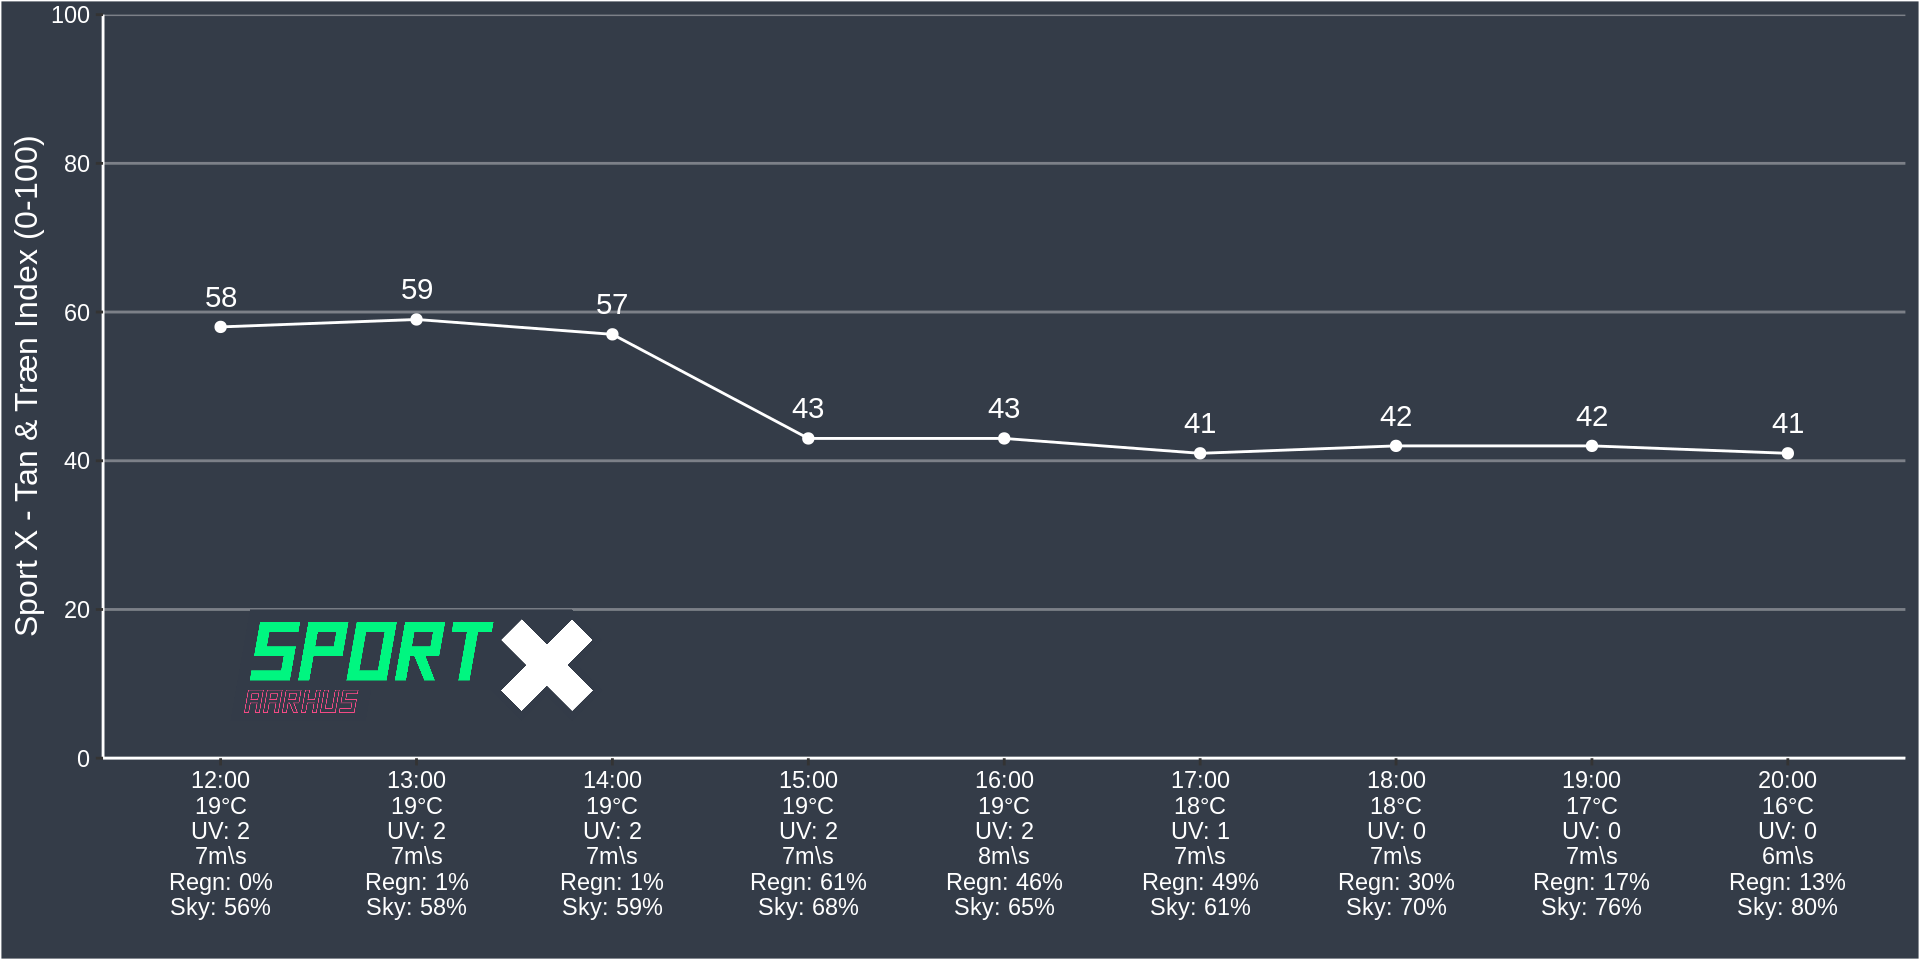 Sport X - Tan & Træn Index (0-100)
100
80
60
40
20
0
58
59
57
43
43
41
42
42
41
SPORT X
AARHUS
12:00 13:00 14:00 15:00 16:00 17:00 18:00 19:00 20:00
19°C 19°C 19°C 19°C 19°C 18°C 18°C 17°C 16°C
UV: 2 UV: 2 UV: 2 UV: 2 UV: 2 UV: 1 UV: 0 UV: 0 UV: 0
7m\s 7m\s 7m\s 7m\s 8m\s 7m\s 7m\s 7m\s 6m\s
Regn: 0% Regn: 1% Regn: 1% Regn: 61% Regn: 46% Regn: 49% Regn: 30% Regn: 17% Regn: 13%
Sky: 56% Sky: 58% Sky: 59% Sky: 68% Sky: 65% Sky: 61% Sky: 70% Sky: 76% Sky: 80%